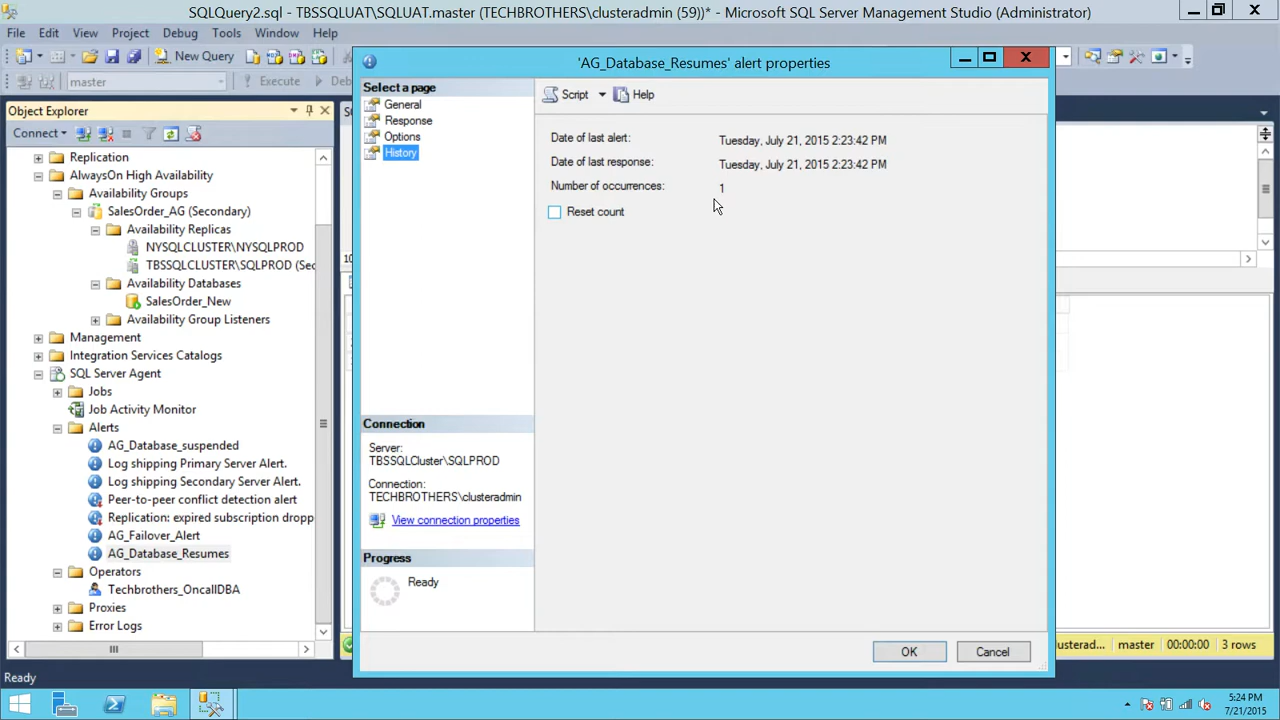 SQLQuery2.sql - TBSSQLUAT\SQLUAT.master (TECHBROTHERS\clusteradmin (59))* - Microsoft SQL Server Management Studio (Administrator)
File Edit View Project Debug Tools Window Help
New Query
master Execute
Object Explorer
Connect
Replication
AlwaysOn High Availability
Availability Groups
SalesOrder_AG (Secondary)
Availability Replicas
NYSQLCLUSTER\NYSQLPROD
TBSSQLCLUSTER\SQLPROD (Sec
Availability Databases
SalesOrder_New
Availability Group Listeners
Management
Integration Services Catalogs
SQL Server Agent
Jobs
Job Activity Monitor
Alerts
AG_Database_suspended
Log shipping Primary Server Alert.
Log shipping Secondary Server Alert.
Peer-to-peer conflict detection alert
Replication: expired subscription dropp
AG_Failover_Alert
AG_Database_Resumes
Operators
Techbrothers_OncallDBA
Proxies
Error Logs
'AG_Database_Resumes' alert properties
Select a page
General
Response
Options
History
Script Help
Date of last alert: Tuesday, July 21, 2015 2:23:42 PM
Date of last response: Tuesday, July 21, 2015 2:23:42 PM
Number of occurrences: 1
Reset count
Connection
Server:
TBSSQLCluster\SQLPROD
Connection:
TECHBROTHERS\clusteradmin
View connection properties
Progress
Ready
OK Cancel
clusterad... master 00:00:00 3 rows
Ready
5:24 PM
7/21/2015